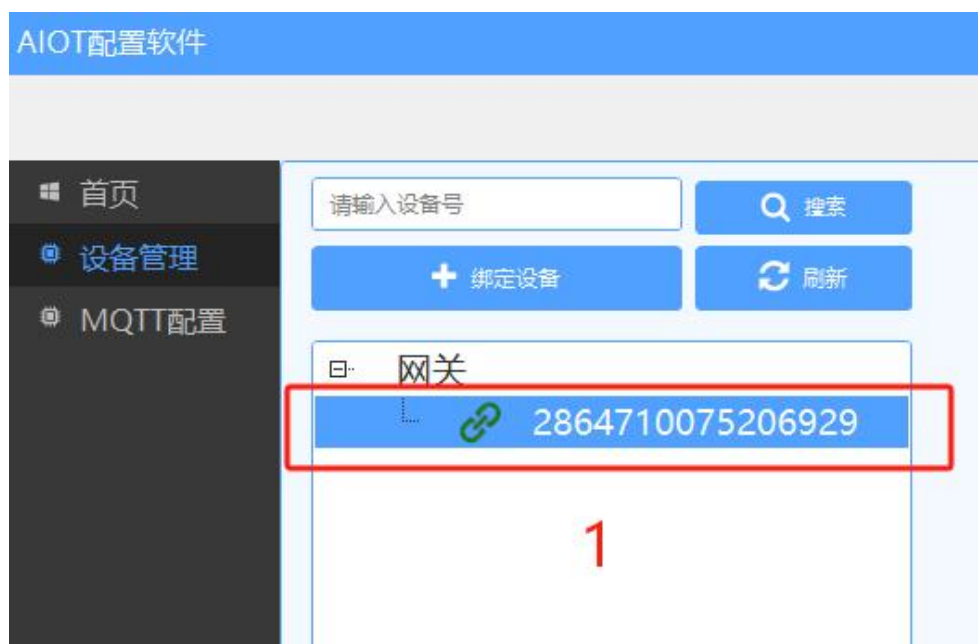 AIOT配置软件
首页
请输入设备号
搜索
设备管理
绑定设备
刷新
MQTT配置
网关
2864710075206929
1